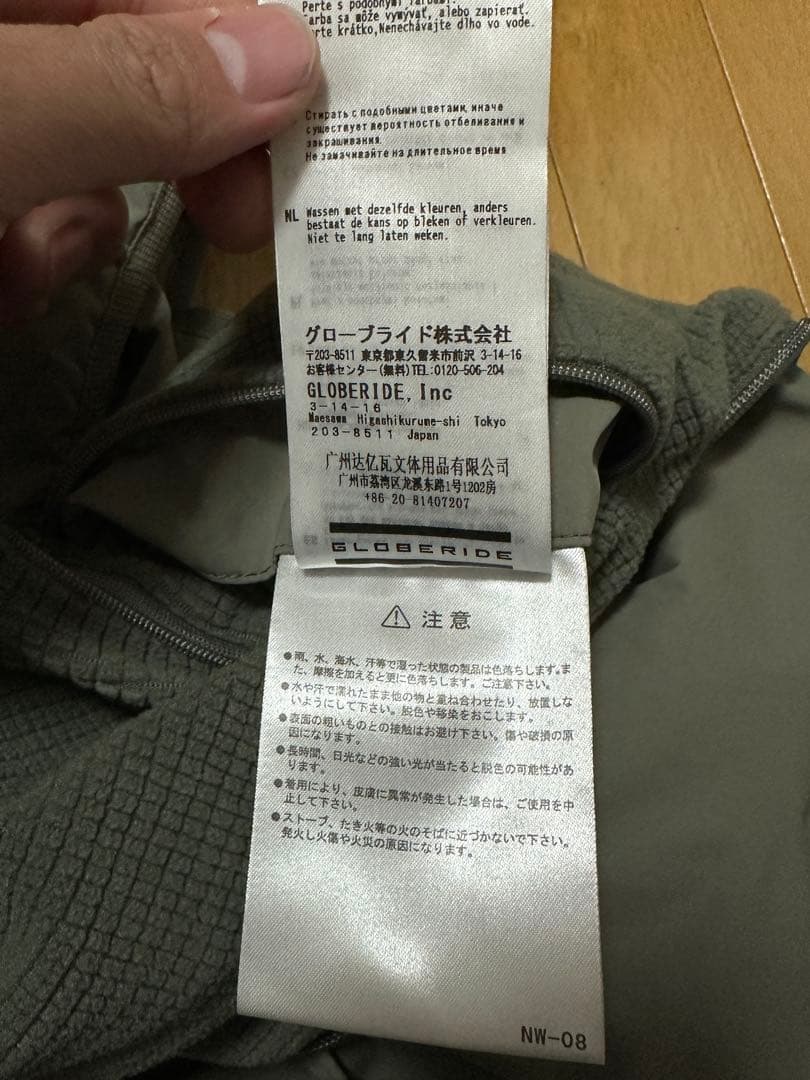 Perte s podobnými farbami.
Farba sa môže vymývať, alebo zapierať.
krátko,Nenechávajte dlho vo vode.
Стирать с подобными цветами, иначе
существует вероятность отбеливания и
закрашивания.
Не замачивайте на длительное время
NL Wassen met dezelfde kleuren, anders
bestaat de kans op bleken of verkleuren.
Niet te lang laten weken.
グローブライド株式会社
〒203-8511 東京都東久留米市前沢 3-14-16
お客様センター(無料)TEL:0120-506-204
GLOBERIDE, Inc
3-14-16
Maesawa Higashikurume-shi Tokyo
203-8511 Japan
广州达亿瓦文体用品有限公司
广州市荔湾区龙溪东路1号1202房
+86 20-81407207
GLOBERIDE
⚠ 注意
●雨、水、海水、汗等で湿った状態の製品は色落ちします。ま
た、摩擦を加えると更に色落ちします。ご注意下さい。
●水や汗で濡れたまま他の物と重ね合わせたり、放置しな
いようにして下さい。脱色や移染をおこします。
●表面の粗いものとの接触はお避け下さい。傷や破損の原
因になります。
●長時間、日光などの強い光が当たると脱色の可能性があ
ります。
●着用により、皮膚に異常が発生した場合は、ご使用を中
止して下さい。
●ストーブ、たき火等の火のそばに近づかないで下さい。
発火し火傷や火災の原因になります。
NW-08